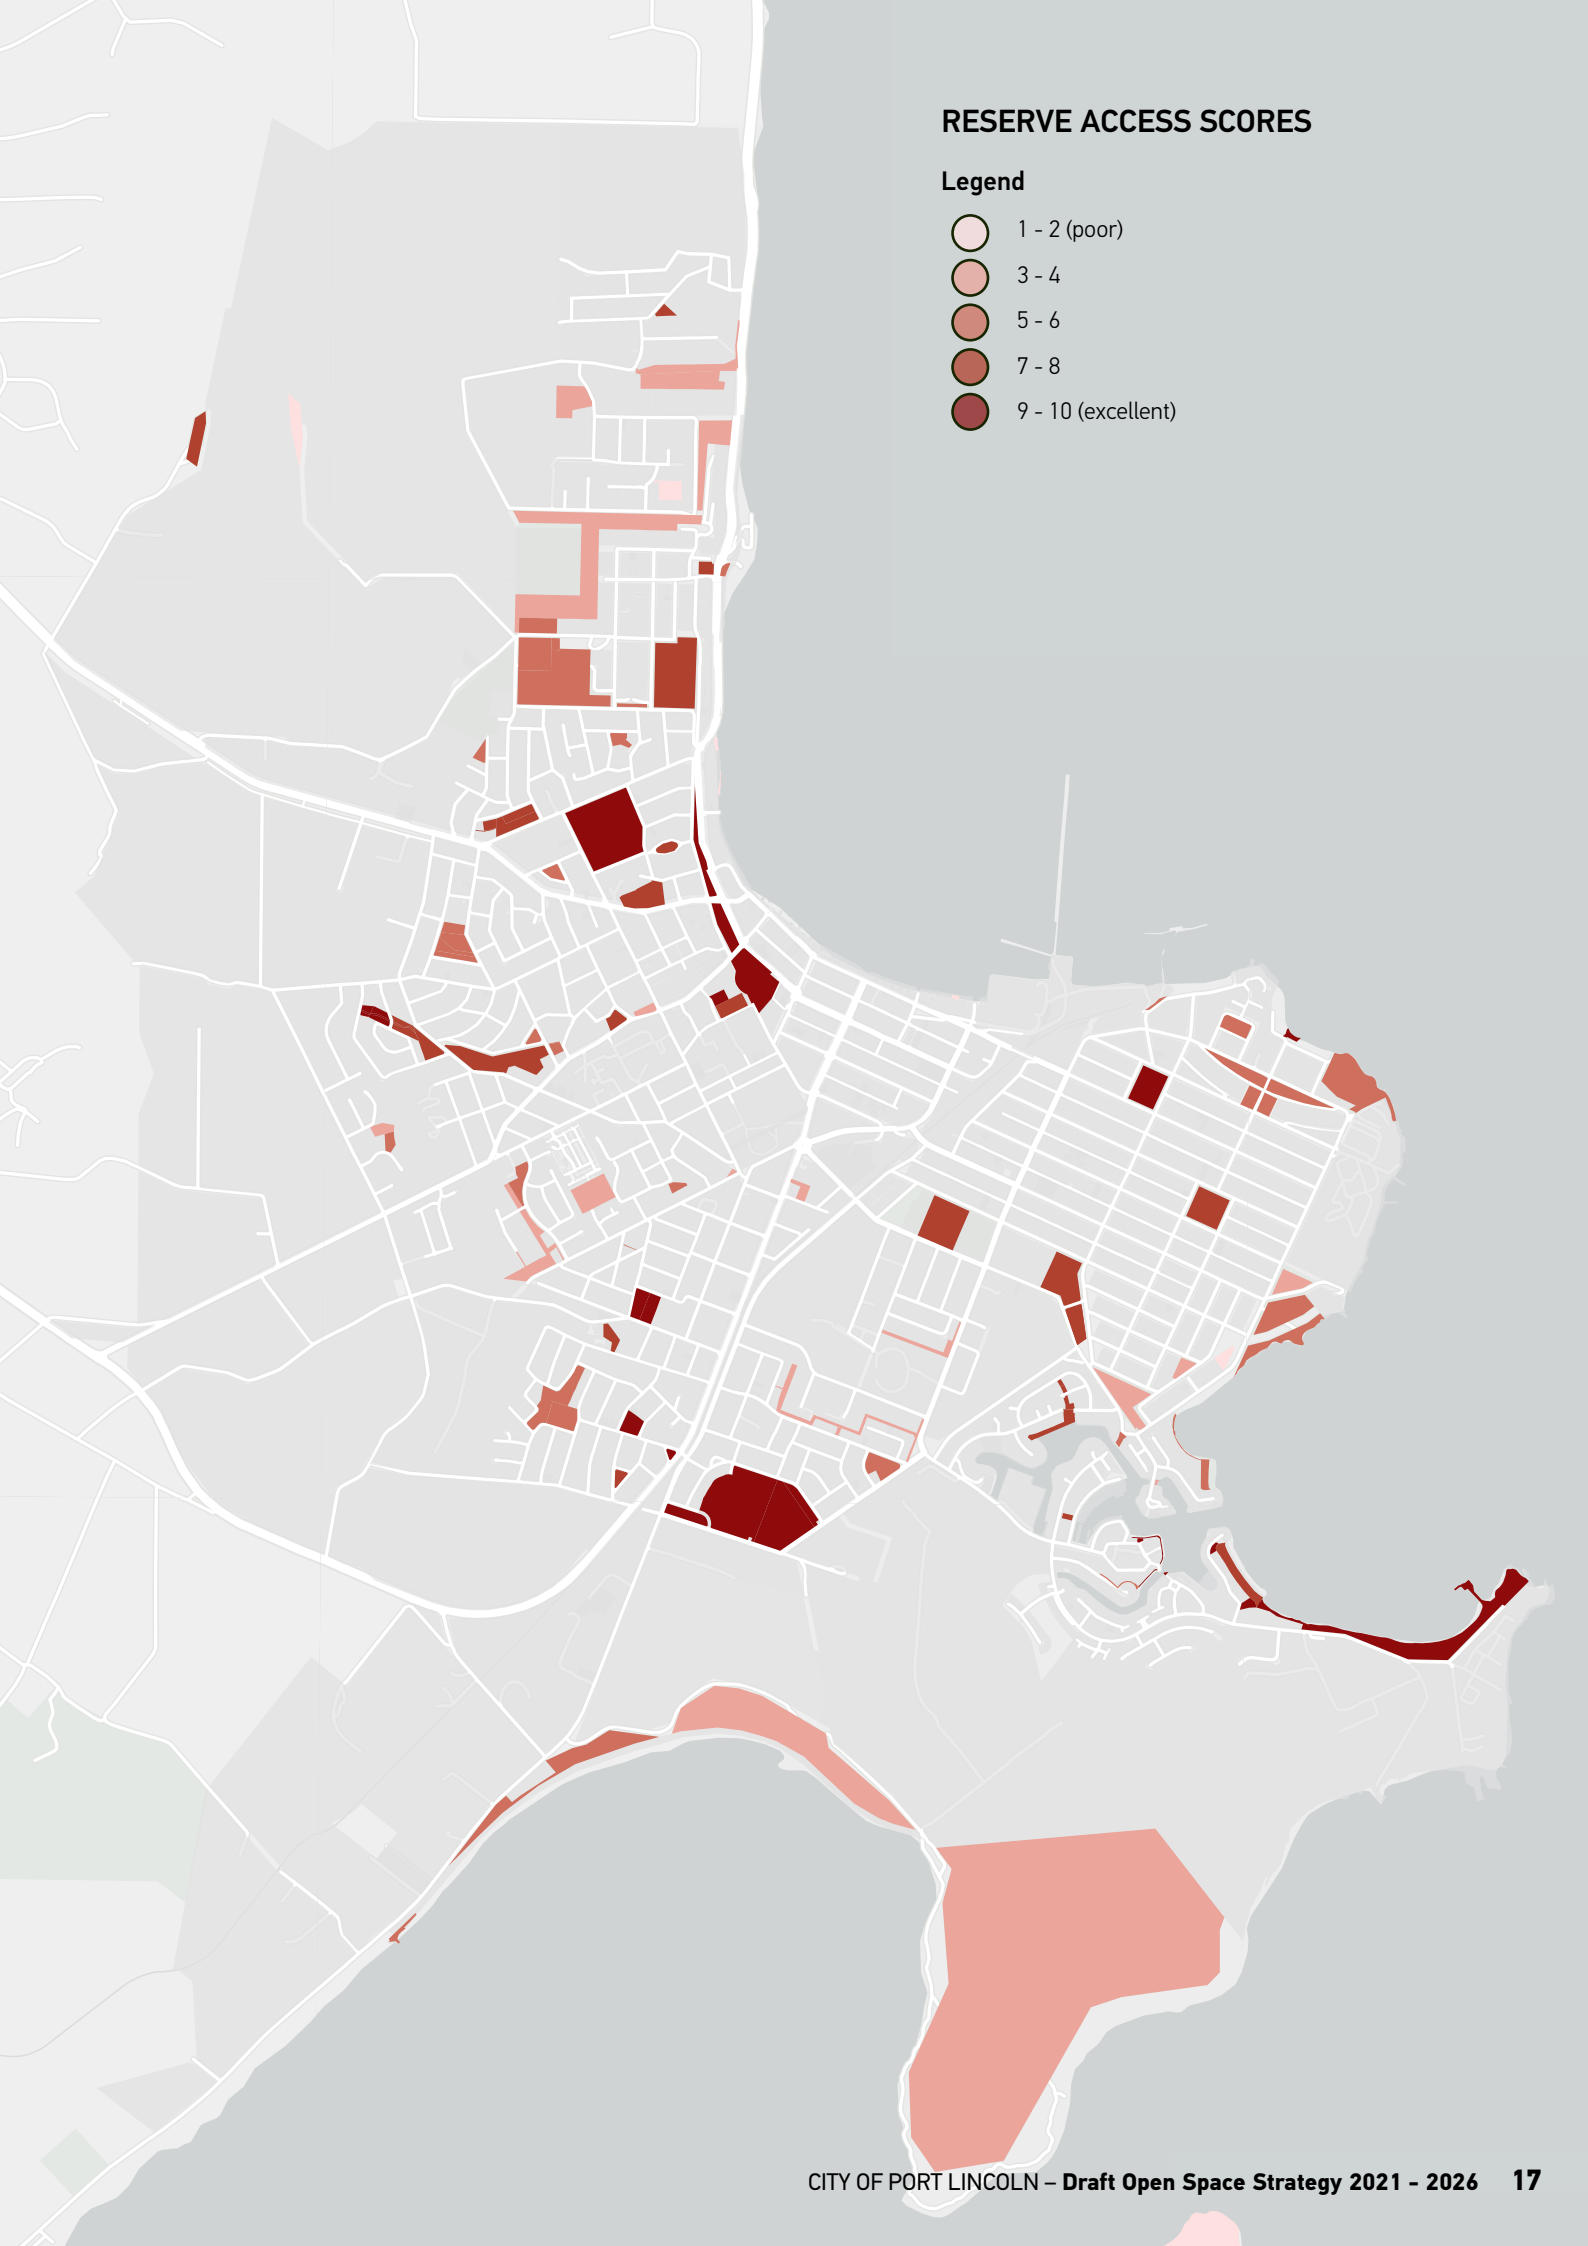 RESERVE ACCESS SCORES
Legend
1 - 2 (poor)
3 - 4
5 - 6
7 - 8
9 - 10 (excellent)
CITY OF PORT LINCOLN – Draft Open Space Strategy 2021 - 2026 17